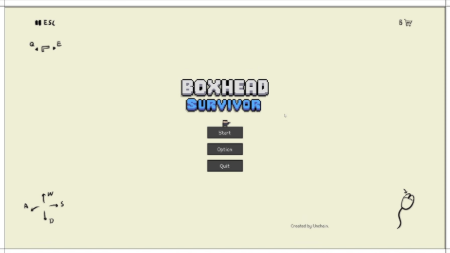 ESC
B
Q E
BOXHEAD
SURVIVOR
Start
Option
Quit
W
A S
D